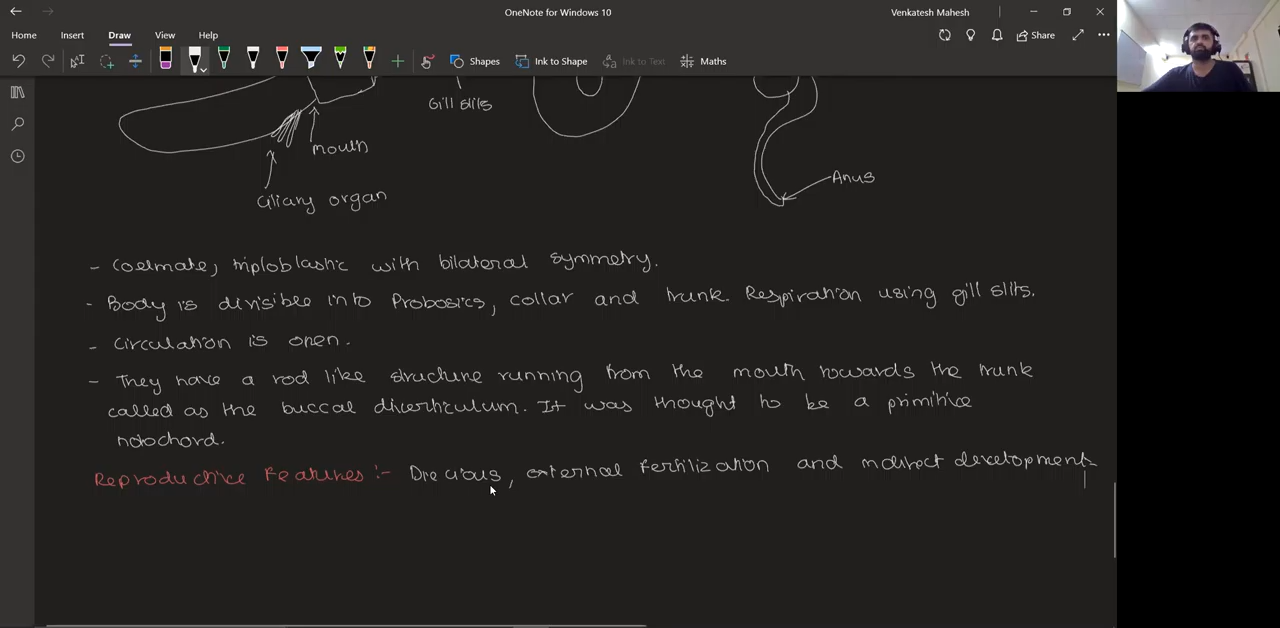 OneNote for Windows 10
Venkatesh Mahesh
Home Insert Draw View Help
Share
Shapes Ink to Shape Ink to Text Maths
Gill slits
Mouth
Ciliary organ
Anus
- Coelmate, triploblastic with bilateral symmetry.
- Body is divisible into Probosics, collar and trunk. Respiration using gill slits.
- Circulation is open.
- They have a rod like structure running from the mouth towards the trunk
called as the buccal diverticulum. It was thought to be a primitive
notochord.
Reproductive Features :- Diecious, external fertilization and indirect development